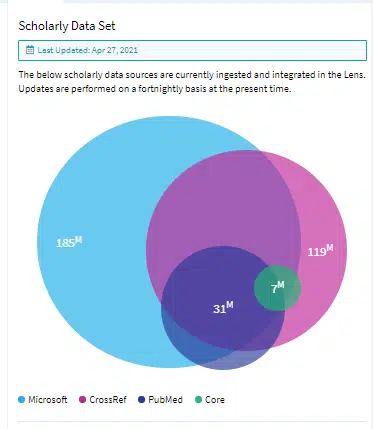 Scholarly Data Set
Last Updated: Apr 27, 2021
The below scholarly data sources are currently ingested and integrated in the Lens.
Updates are performed on a fortnightly basis at the present time.
185M
119M
7M
31M
Microsoft CrossRef PubMed Core